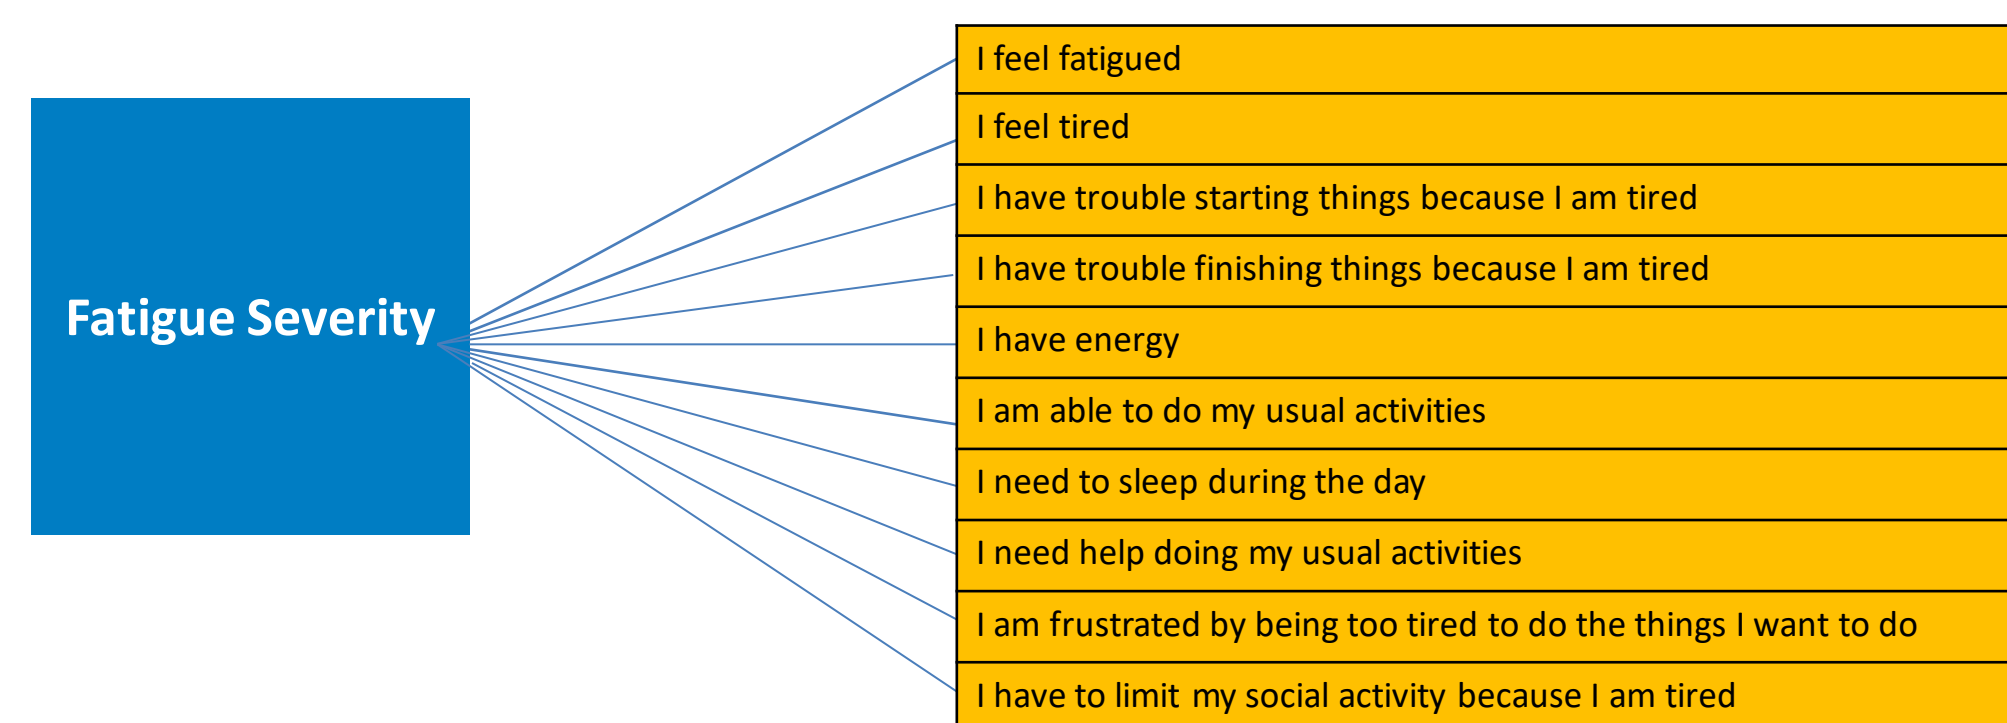 Fatigue Severity
I feel fatigued
I feel tired
I have trouble starting things because I am tired
I have trouble finishing things because I am tired
I have energy
I am able to do my usual activities
I need to sleep during the day
I need help doing my usual activities
I am frustrated by being too tired to do the things I want to do
I have to limit my social activity because I am tired